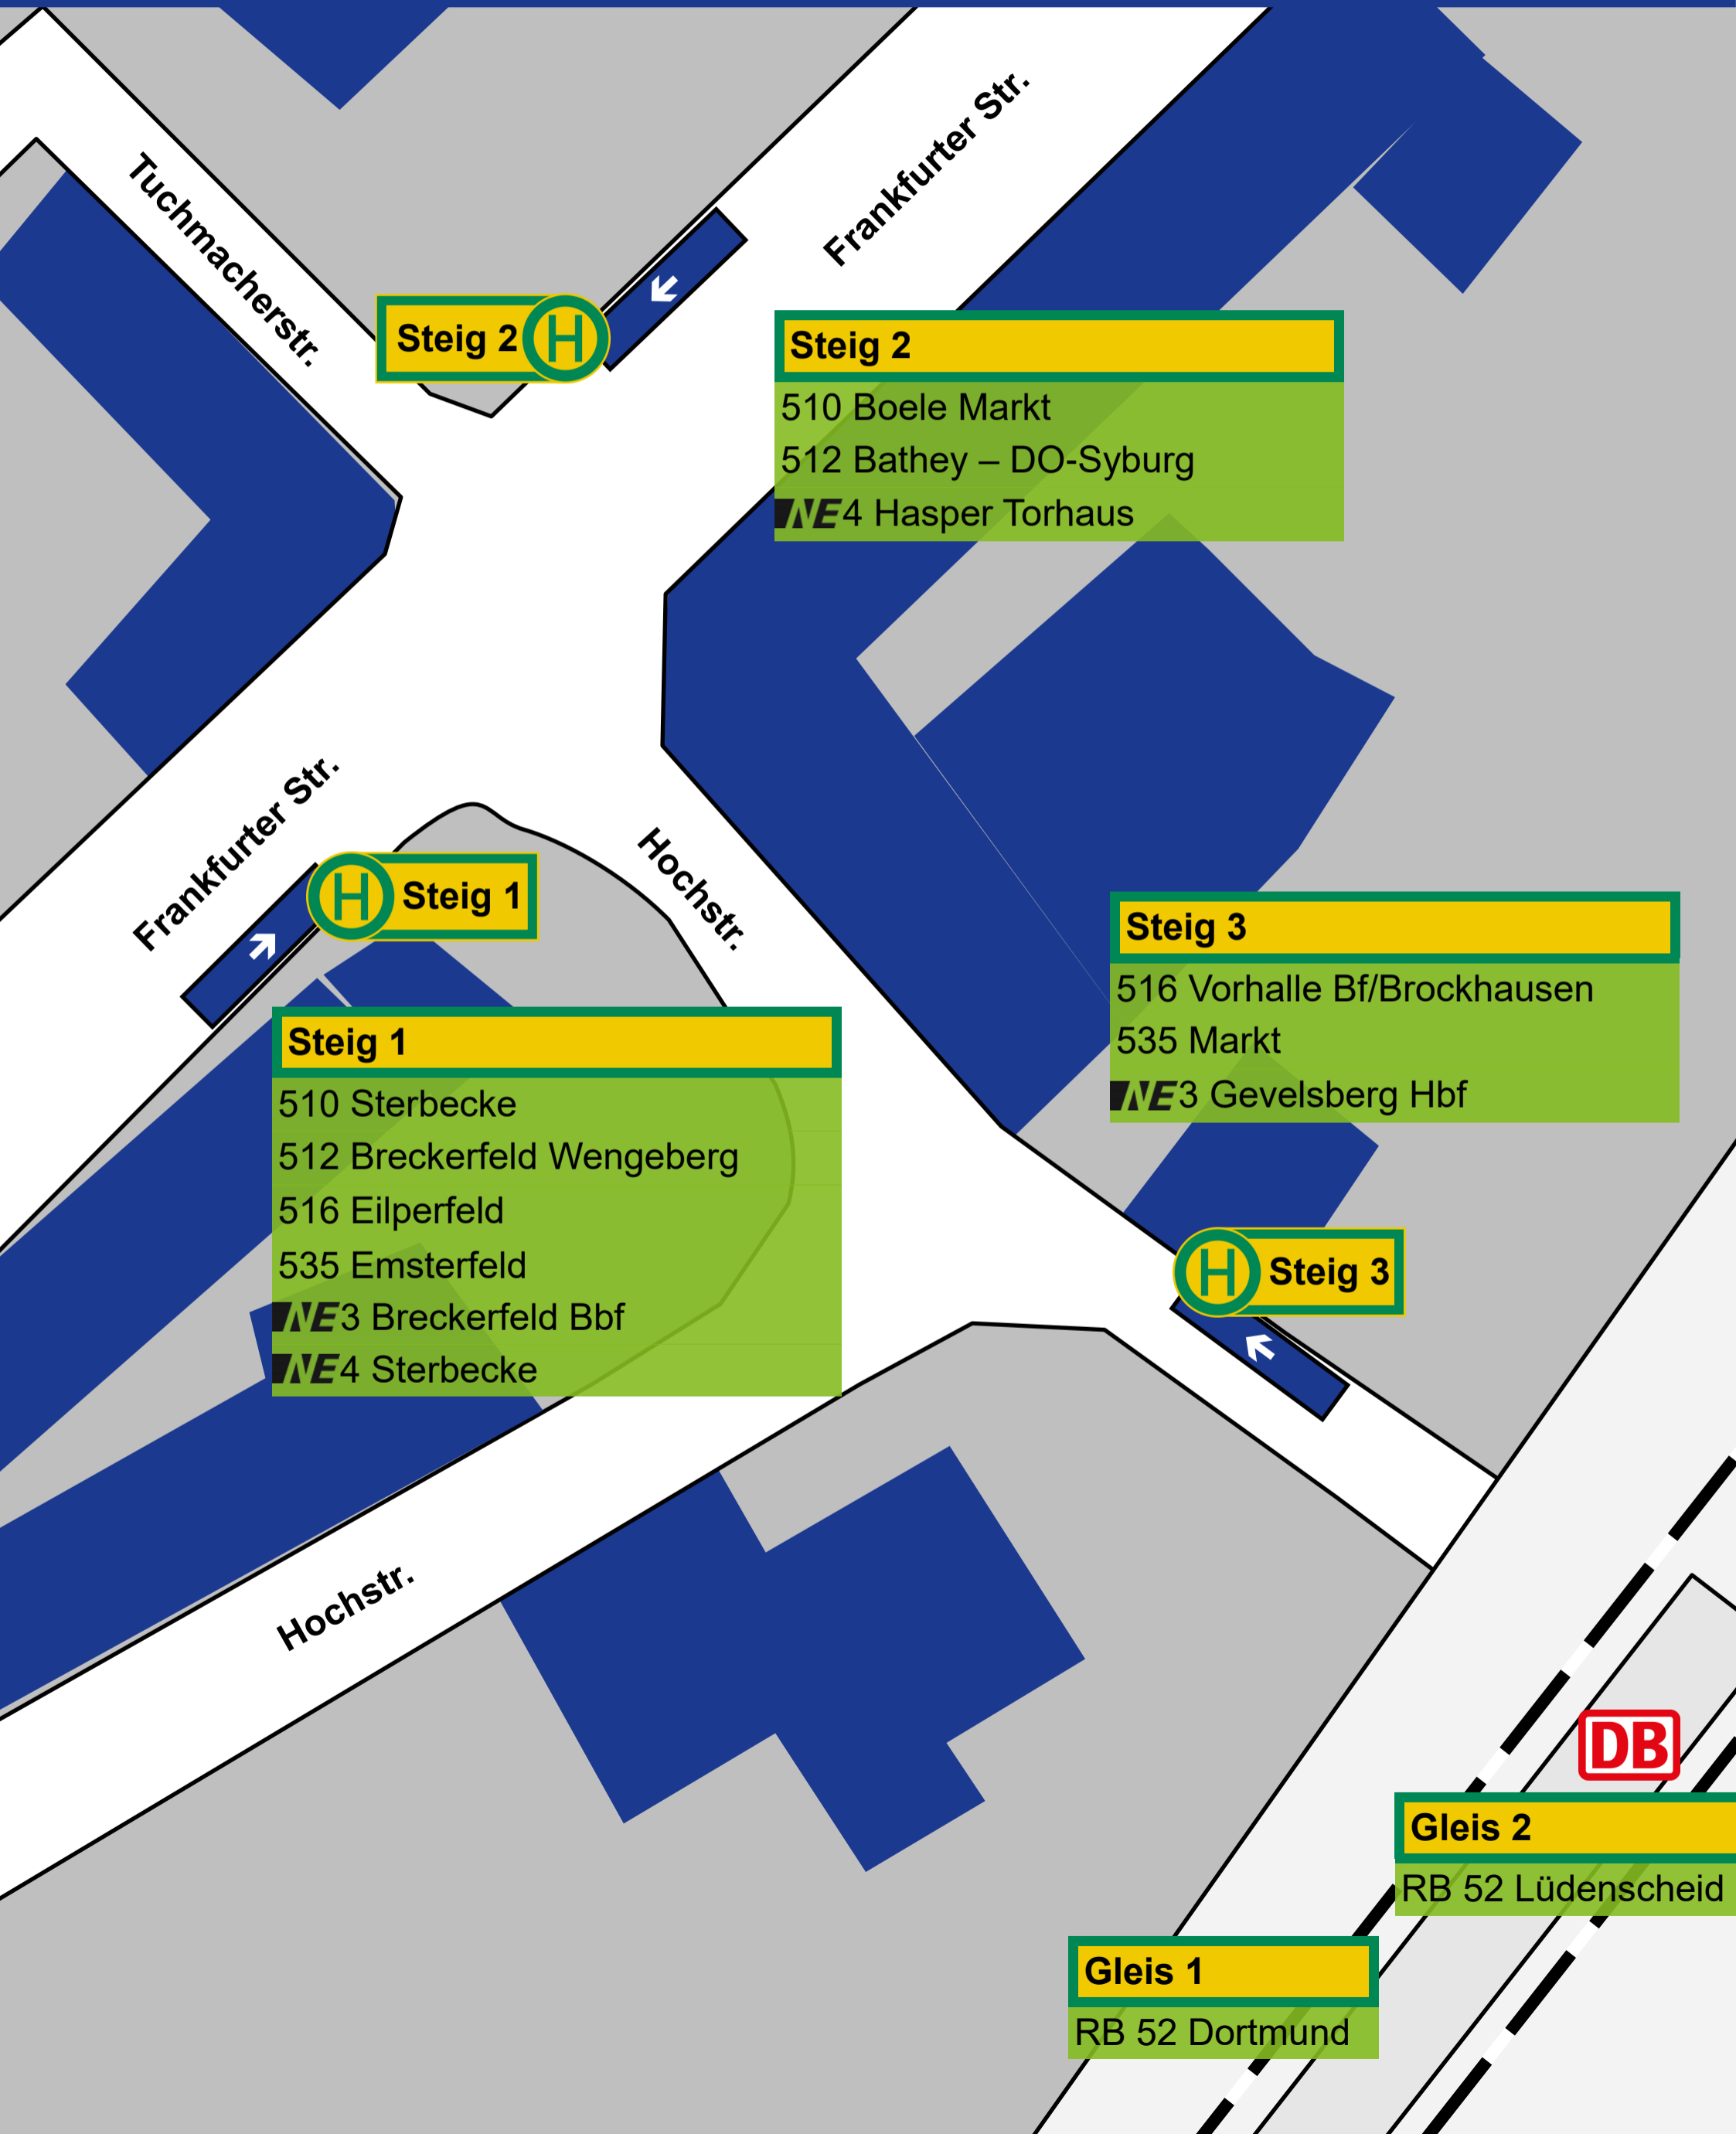 Tuchmacherstr.
Frankfurter Str.
Steig 2
H
Steig 2
510 Boele Markt
512 Bathey – DO-Syburg
NE4 Hasper Torhaus
Frankfurter Str.
Hochstr.
H
Steig 1
Steig 3
516 Vorhalle Bf/Brockhausen
535 Markt
NE3 Gevelsberg Hbf
Steig 1
510 Sterbecke
512 Breckerfeld Wengeberg
516 Eilperfeld
535 Emsterfeld
NE3 Breckerfeld Bbf
NE4 Sterbecke
H
Steig 3
Hochstr.
DB
Gleis 2
RB 52 Lüdenscheid
Gleis 1
RB 52 Dortmund